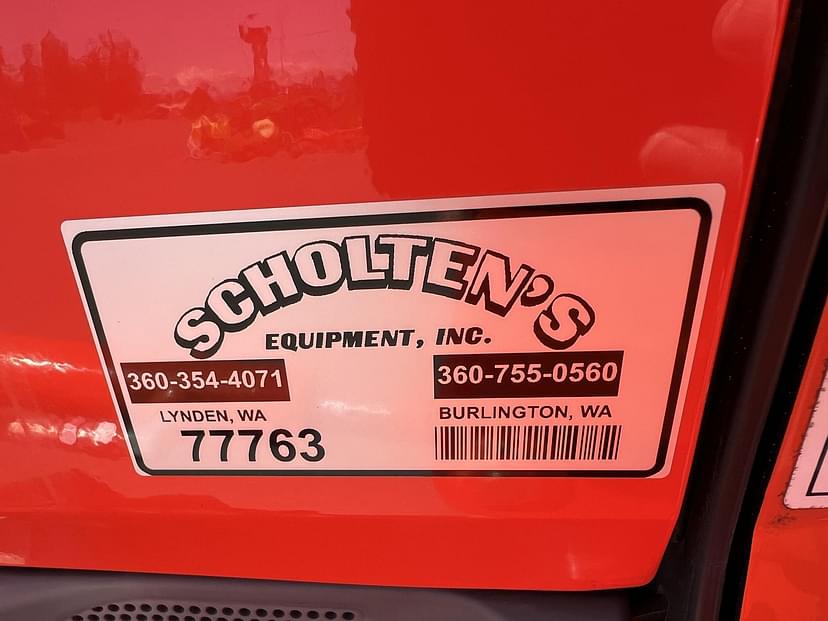 SCHOLTEN'S
EQUIPMENT, INC.
360-354-4071
LYNDEN, WA
77763
360-755-0560
BURLINGTON, WA